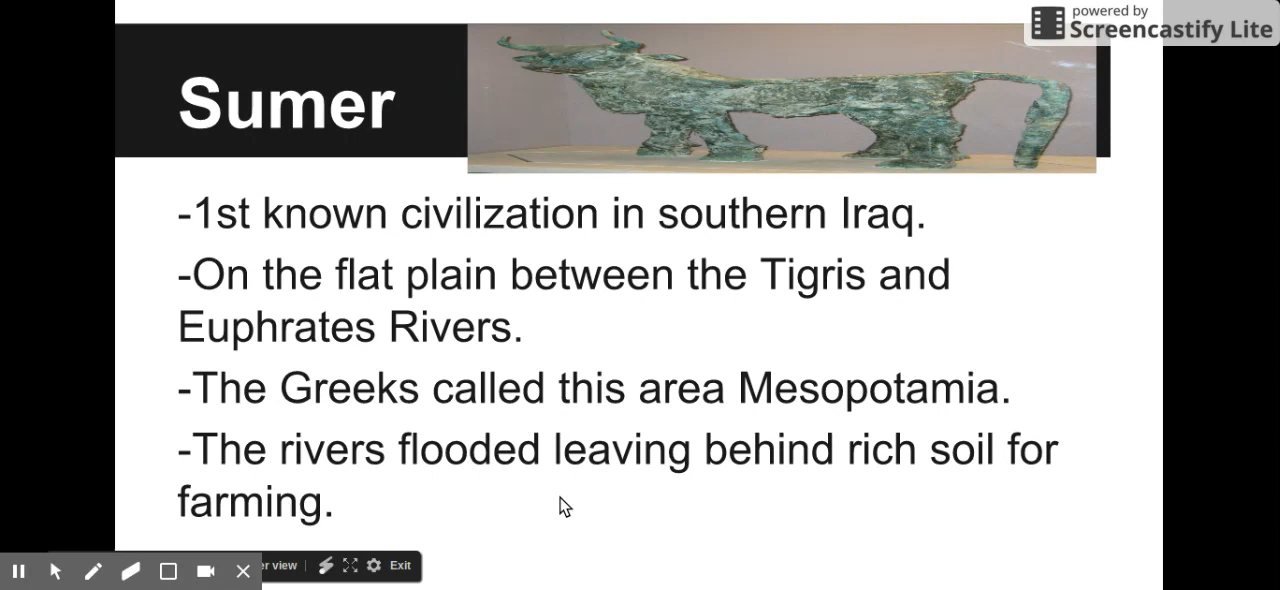 powered by
Screencastify Lite
Sumer
-1st known civilization in southern Iraq.
-On the flat plain between the Tigris and
Euphrates Rivers.
-The Greeks called this area Mesopotamia.
-The rivers flooded leaving behind rich soil for
farming.
view
Exit